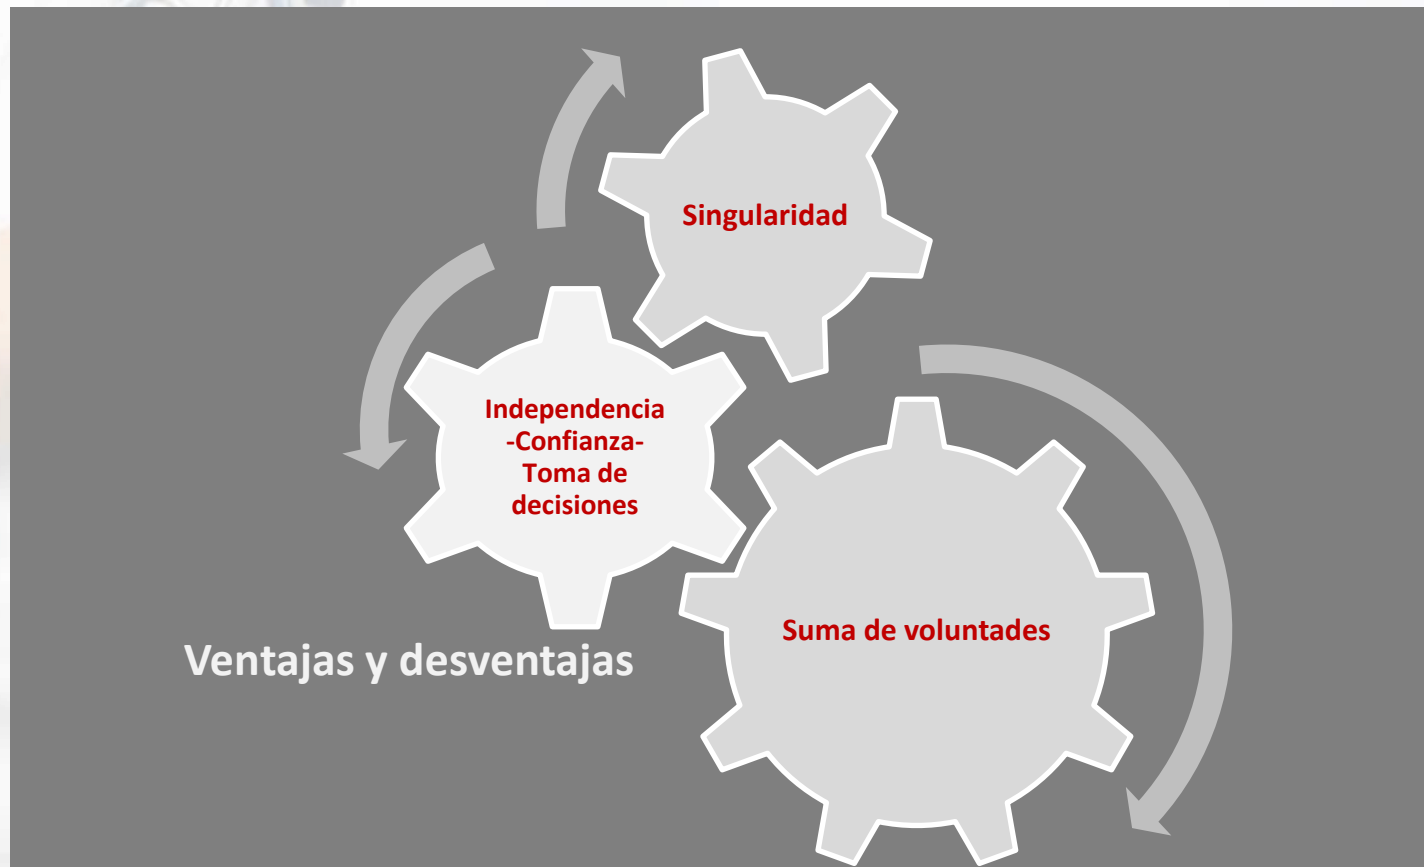 Singularidad
Independencia
-Confianza-
Toma de
decisiones
Suma de voluntades
Ventajas y desventajas